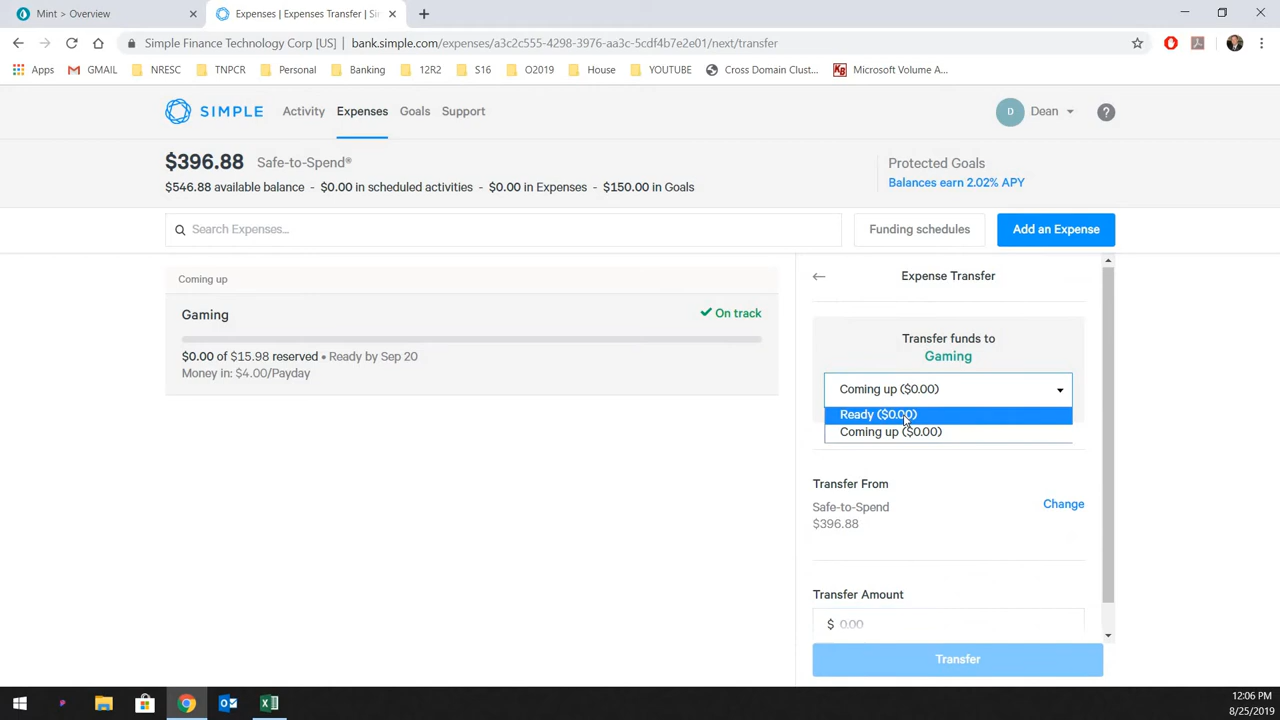 Mint > Overview
Expenses | Expenses Transfer | Si
Simple Finance Technology Corp [US] | bank.simple.com/expenses/a3c2c555-4298-3976-aa3c-5cdf4b7e2e01/next/transfer
Apps GMAIL NRESC TNPCR Personal Banking 12R2 S16 O2019 House YOUTUBE Cross Domain Clust... KB Microsoft Volume A...
SIMPLE Activity Expenses Goals Support D Dean ?
$396.88 Safe-to-Spend®
$546.88 available balance - $0.00 in scheduled activities - $0.00 in Expenses - $150.00 in Goals
Protected Goals
Balances earn 2.02% APY
Search Expenses...
Funding schedules
Add an Expense
Coming up
Gaming
On track
$0.00 of $15.98 reserved • Ready by Sep 20
Money in: $4.00/Payday
Expense Transfer
Transfer funds to
Gaming
Coming up ($0.00)
Ready ($0.00)
Coming up ($0.00)
Transfer From
Safe-to-Spend
$396.88
Change
Transfer Amount
$ 0.00
Transfer
12:06 PM
8/25/2019